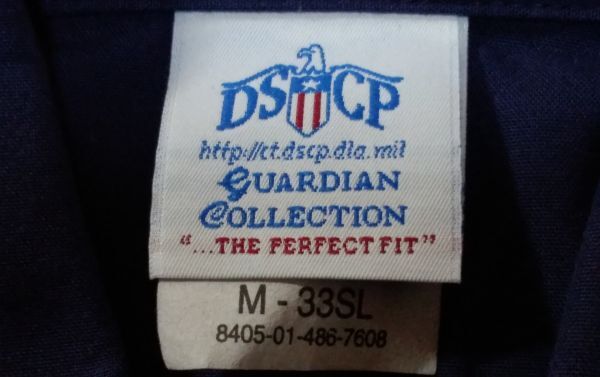 DSCP
http://ct.dscp.dla.mil
GUARDIAN
COLLECTION
"...THE PERFECT FIT"
M - 33SL
8405-01-486-7608